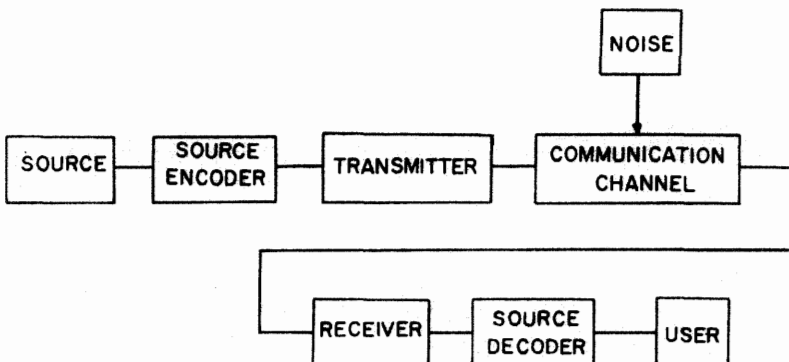 NOISE
SOURCE
SOURCE
ENCODER
TRANSMITTER
COMMUNICATION
CHANNEL
RECEIVER
SOURCE
DECODER
USER